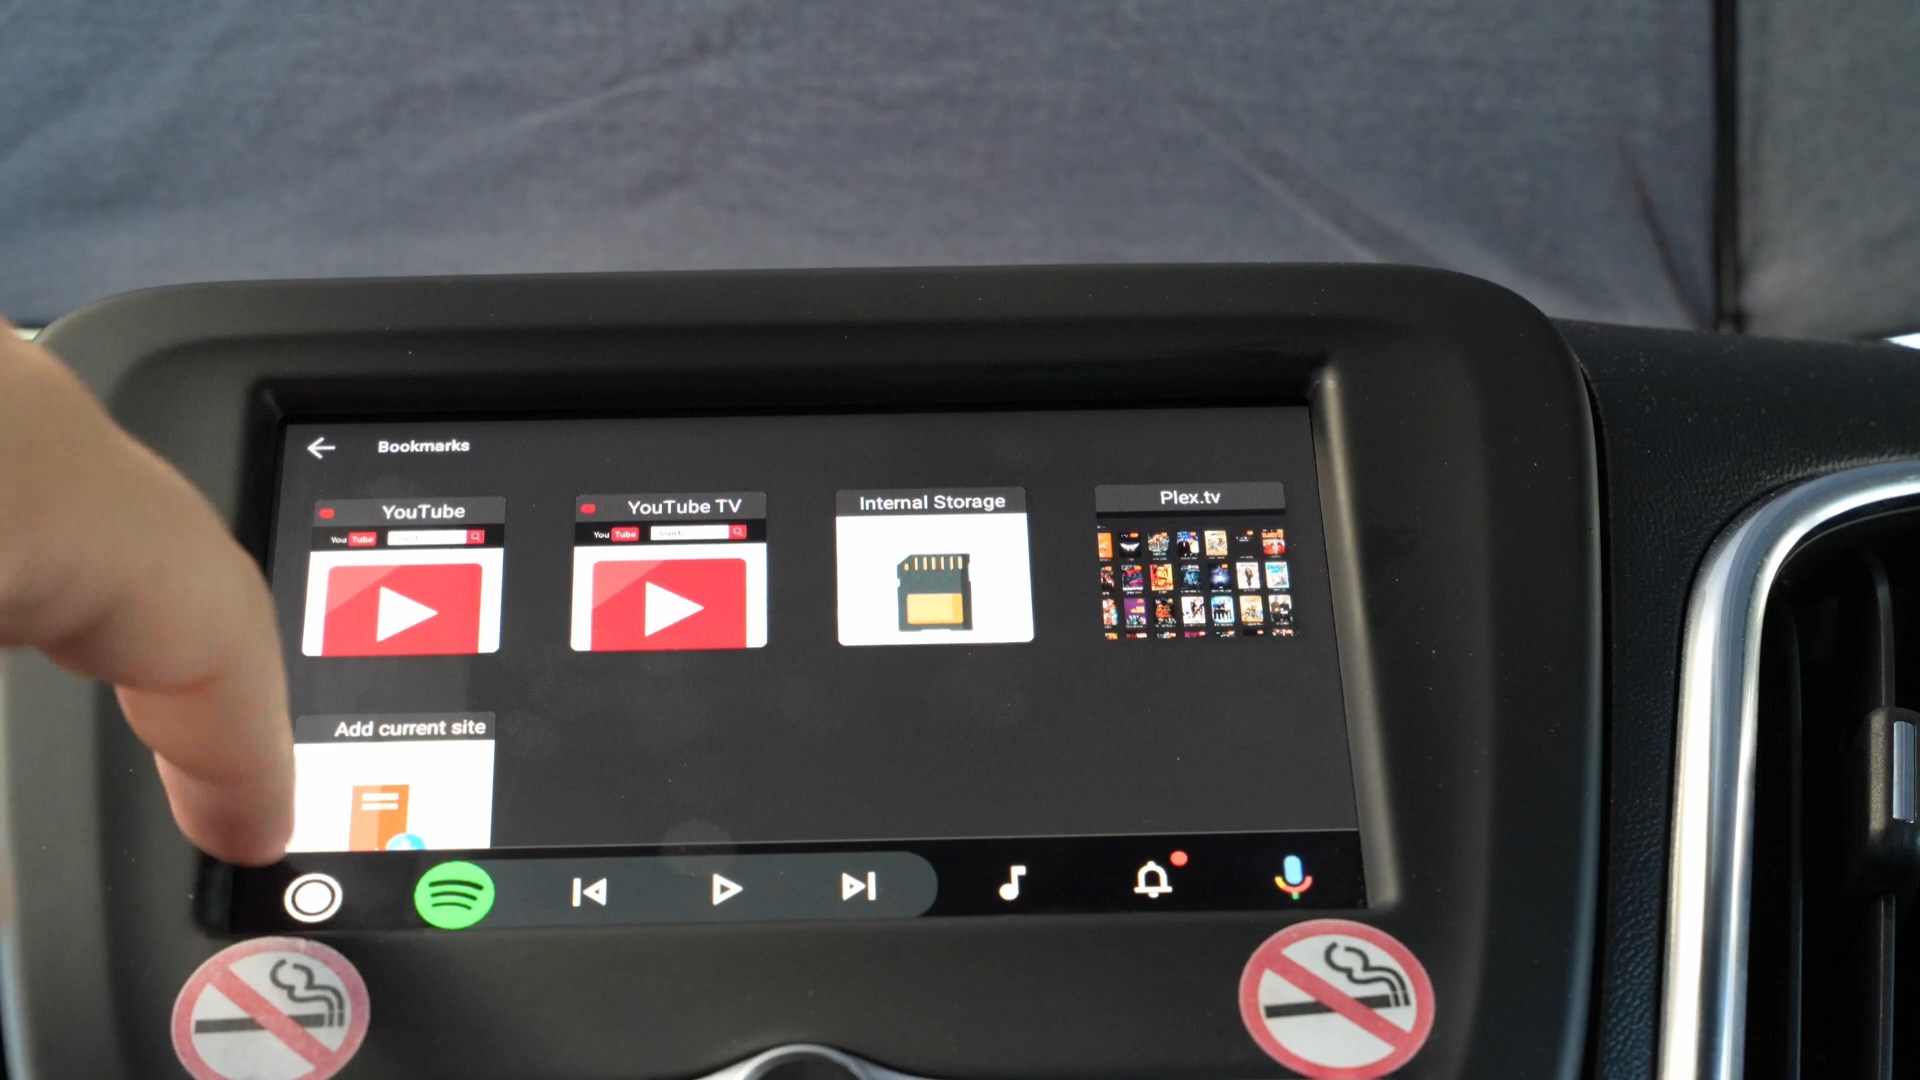 Bookmarks
YouTube
YouTube TV
Internal Storage
Plex.tv
You Tube
You Tube
Add current site